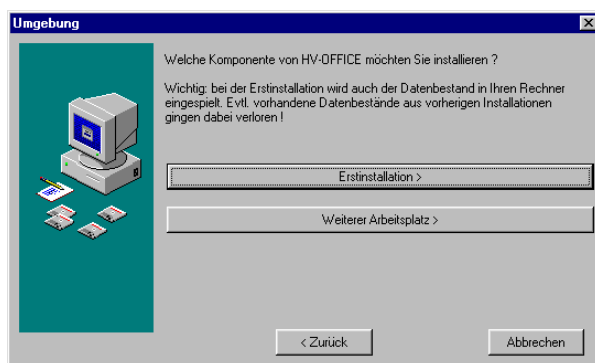 Umgebung
Welche Komponente von HV-OFFICE möchten Sie installieren ?
Wichtig: bei der Erstinstallation wird auch der Datenbestand in Ihren Rechner
eingespielt. Evtl. vorhandene Datenbestände aus vorherigen Installationen
gingen dabei verloren !
Erstinstallation >
Weiterer Arbeitsplatz >
< Zurück
Abbrechen